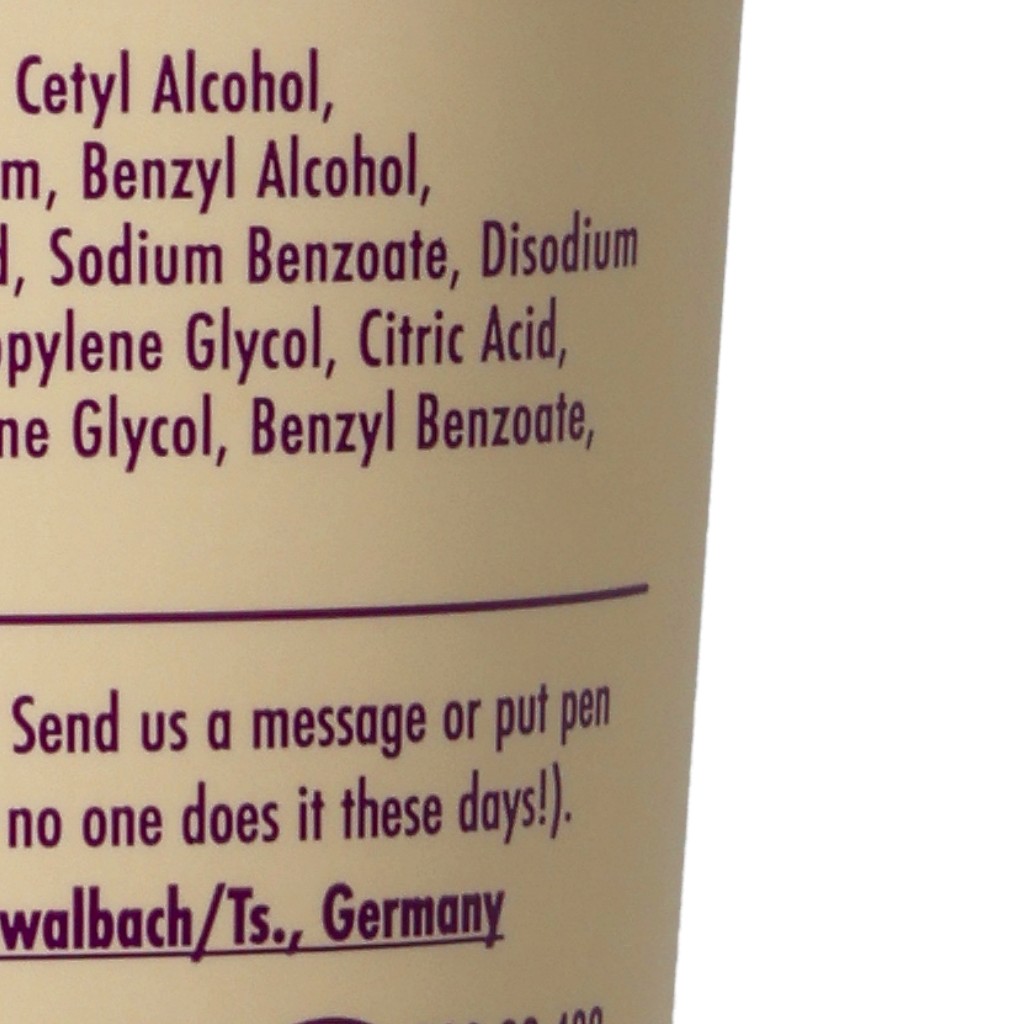 Cetyl Alcohol,
m, Benzyl Alcohol,
d, Sodium Benzoate, Disodium
opylene Glycol, Citric Acid,
ne Glycol, Benzyl Benzoate,
Send us a message or put pen
no one does it these days!).
walbach/Ts., Germany